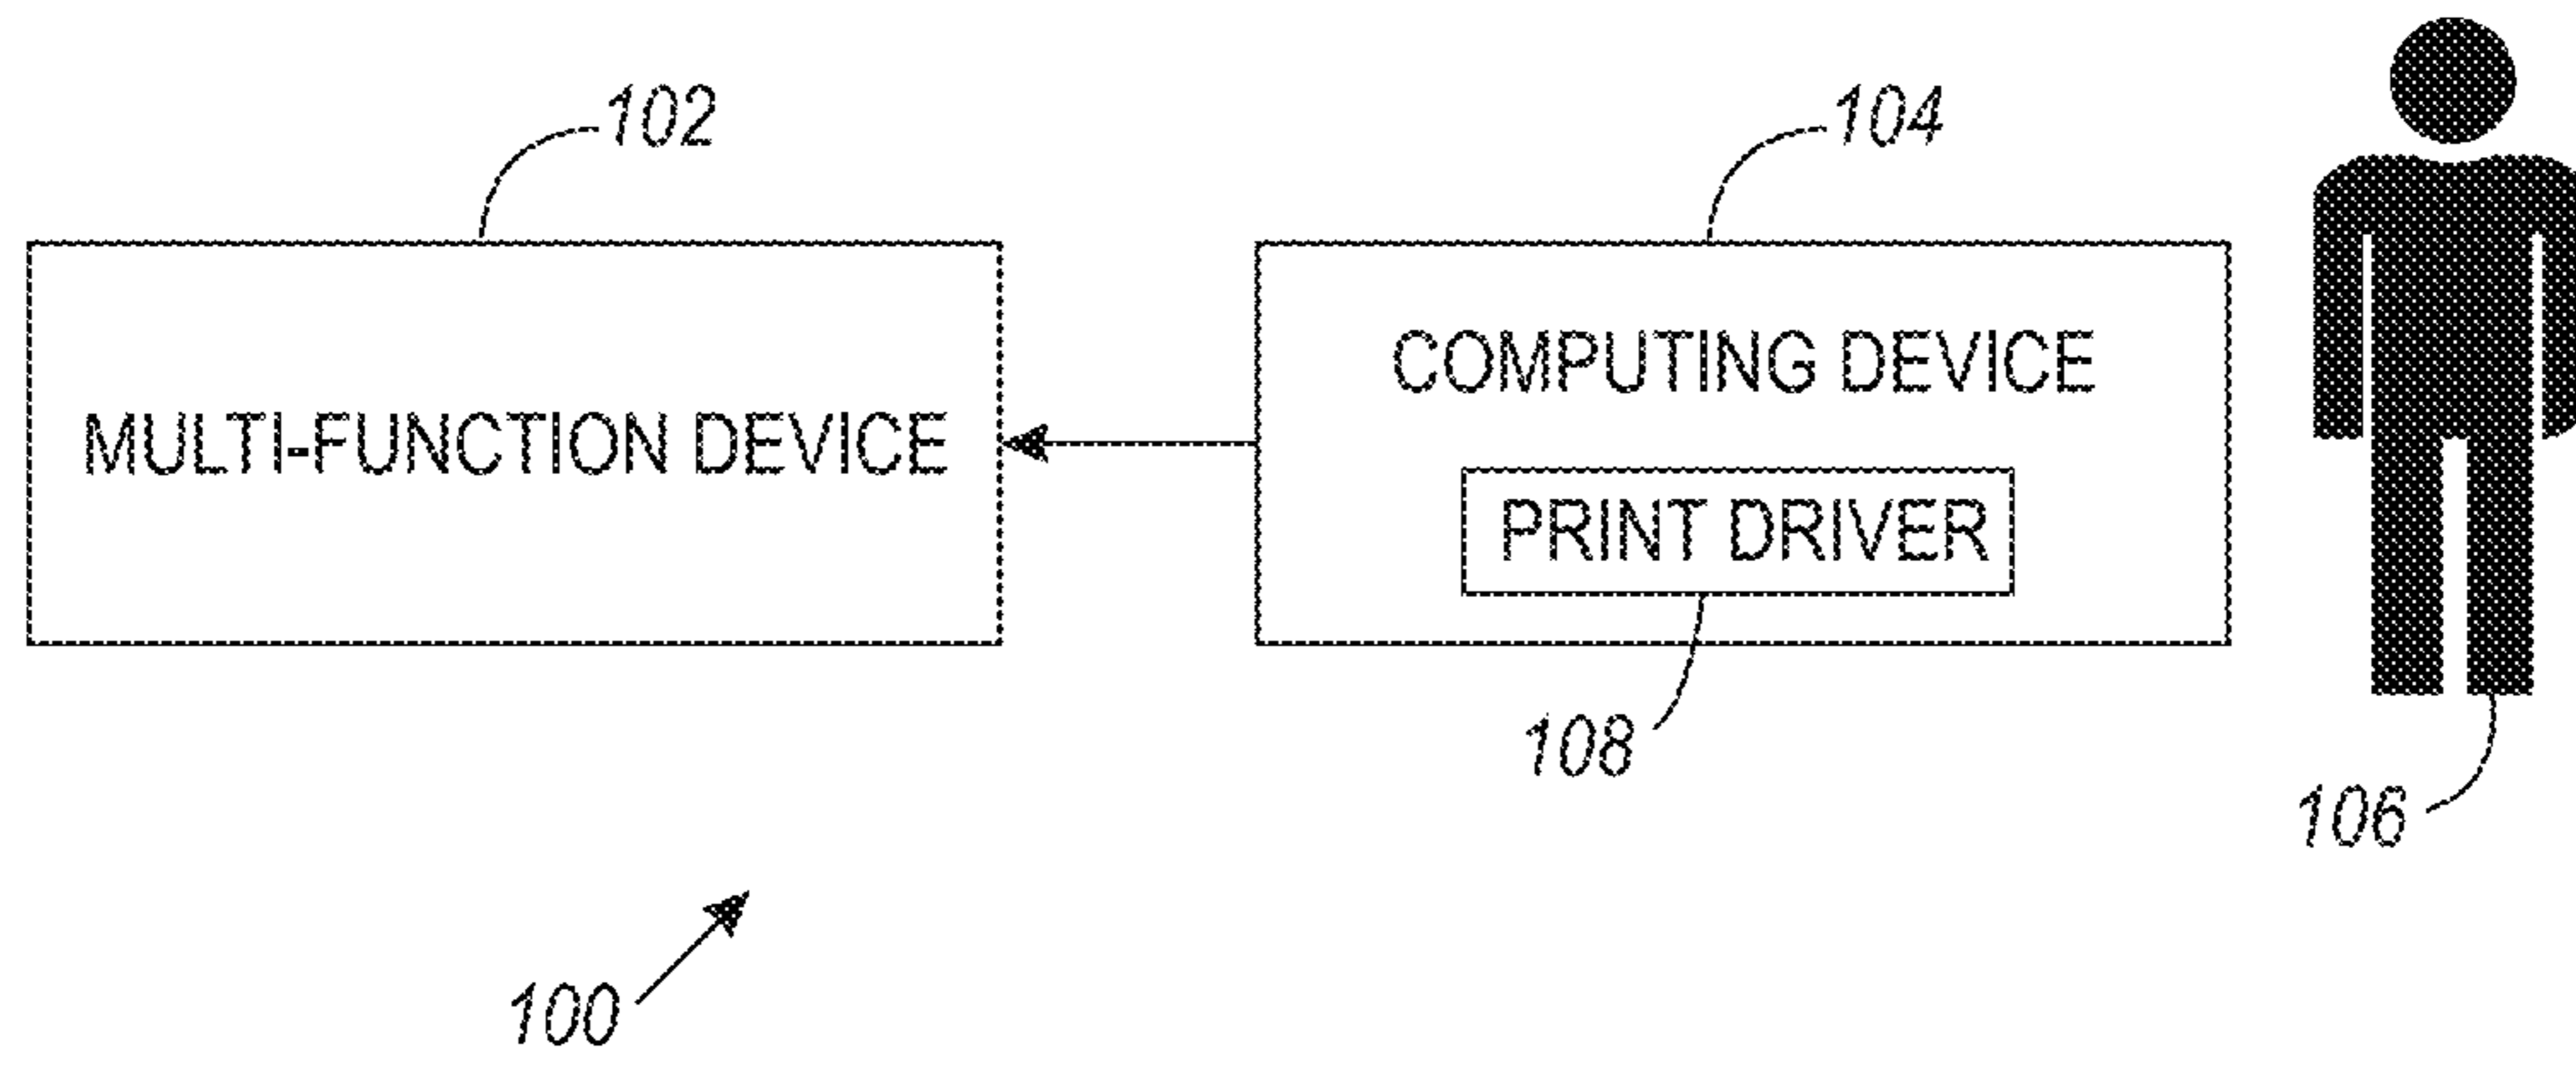 102
104
COMPUTING DEVICE
MULTI-FUNCTION DEVICE
PRINT DRIVER
108
106
100